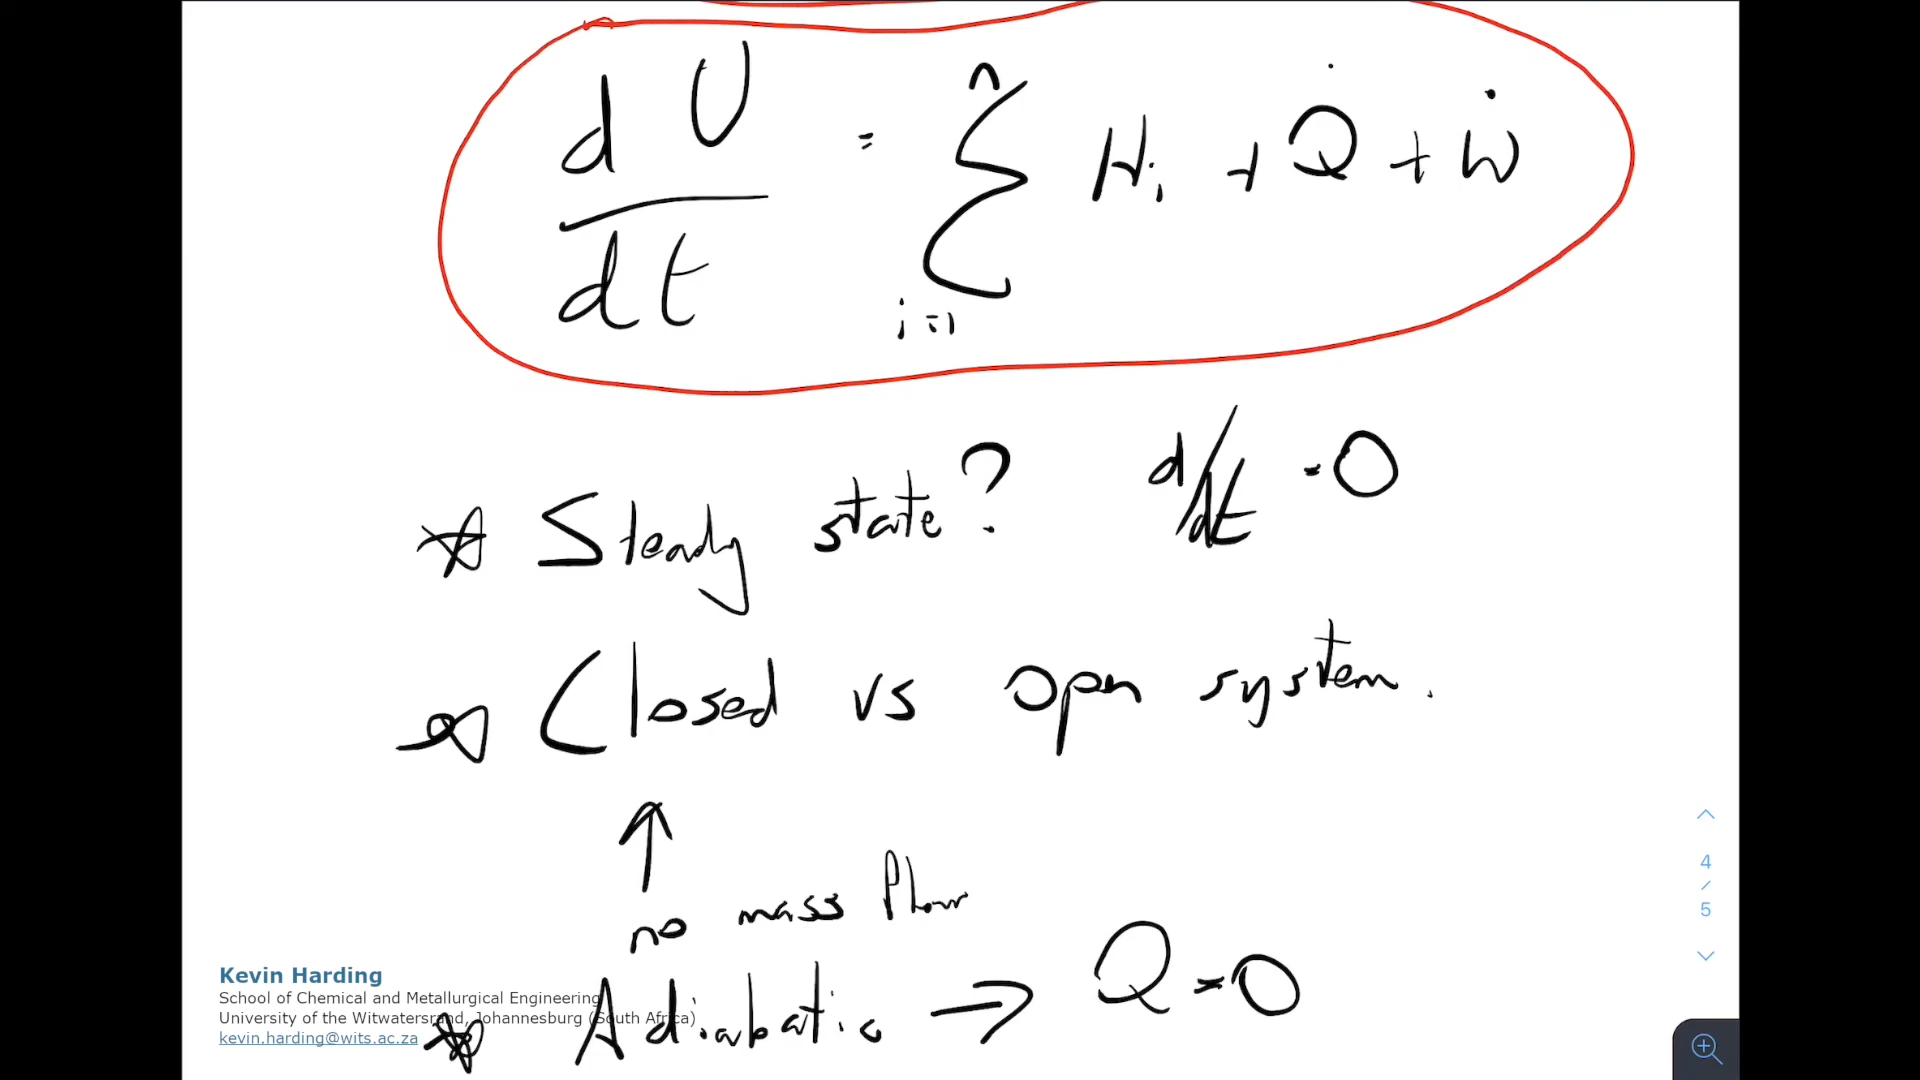 dU/dt = n Σ i=1 Hi + Q̇ + Ẇ
* Steady state? d/dt = 0
* Closed vs open system.
↑
no mass flow
Kevin Harding
School of Chemical and Metallurgical Engineering
University of the Witwatersrand, Johannesburg (South Africa)
kevin.harding@wits.ac.za
* Adiabatic → Q = 0
4
/
5